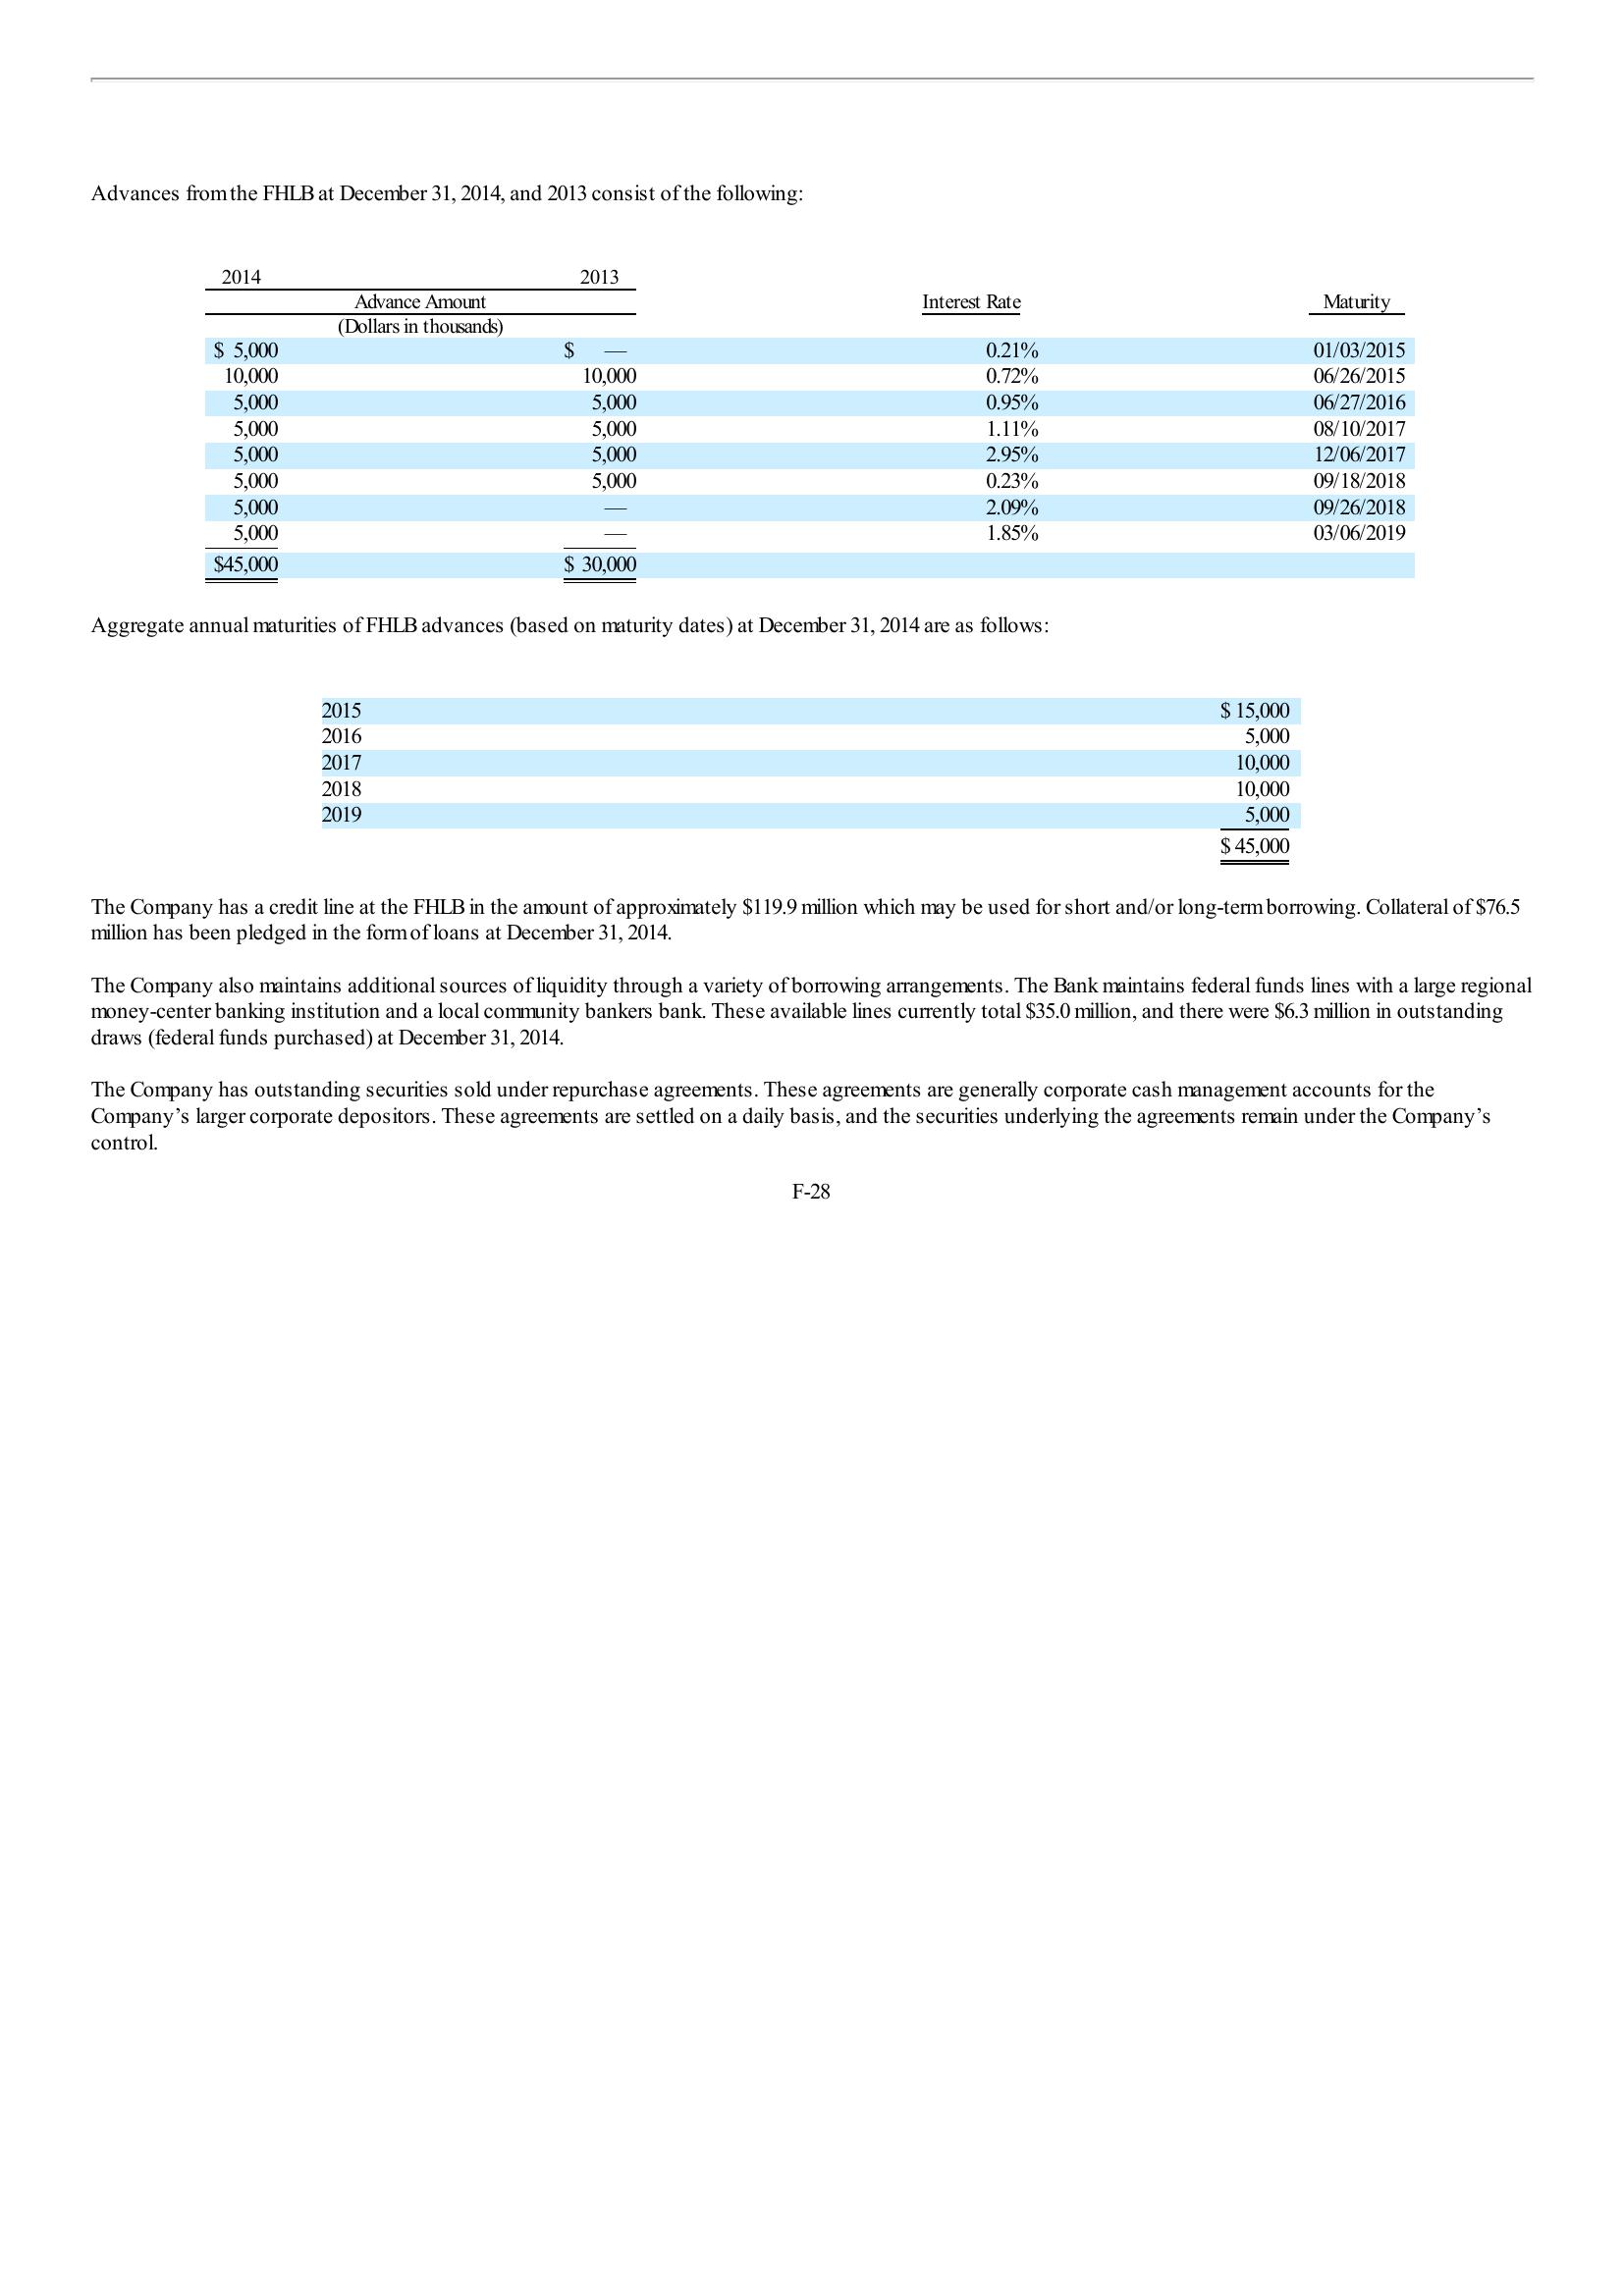 Advances from the FHLB at December 31, 2014, and 2013 consist of the following:
2014 2013
Advance Amount Interest Rate Maturity
(Dollars in thousands)
$ 5,000 $ — 0.21% 01/03/2015
10,000 10,000 0.72% 06/26/2015
5,000 5,000 0.95% 06/27/2016
5,000 5,000 1.11% 08/10/2017
5,000 5,000 2.95% 12/06/2017
5,000 5,000 0.23% 09/18/2018
5,000 — 2.09% 09/26/2018
5,000 — 1.85% 03/06/2019
$45,000 $ 30,000
Aggregate annual maturities of FHLB advances (based on maturity dates) at December 31, 2014 are as follows:
2015 $ 15,000
2016 5,000
2017 10,000
2018 10,000
2019 5,000
$ 45,000
The Company has a credit line at the FHLB in the amount of approximately $119.9 million which may be used for short and/or long-term borrowing. Collateral of $76.5
million has been pledged in the form of loans at December 31, 2014.
The Company also maintains additional sources of liquidity through a variety of borrowing arrangements. The Bank maintains federal funds lines with a large regional
money-center banking institution and a local community bankers bank. These available lines currently total $35.0 million, and there were $6.3 million in outstanding
draws (federal funds purchased) at December 31, 2014.
The Company has outstanding securities sold under repurchase agreements. These agreements are generally corporate cash management accounts for the
Company’s larger corporate depositors. These agreements are settled on a daily basis, and the securities underlying the agreements remain under the Company’s
control.
F-28